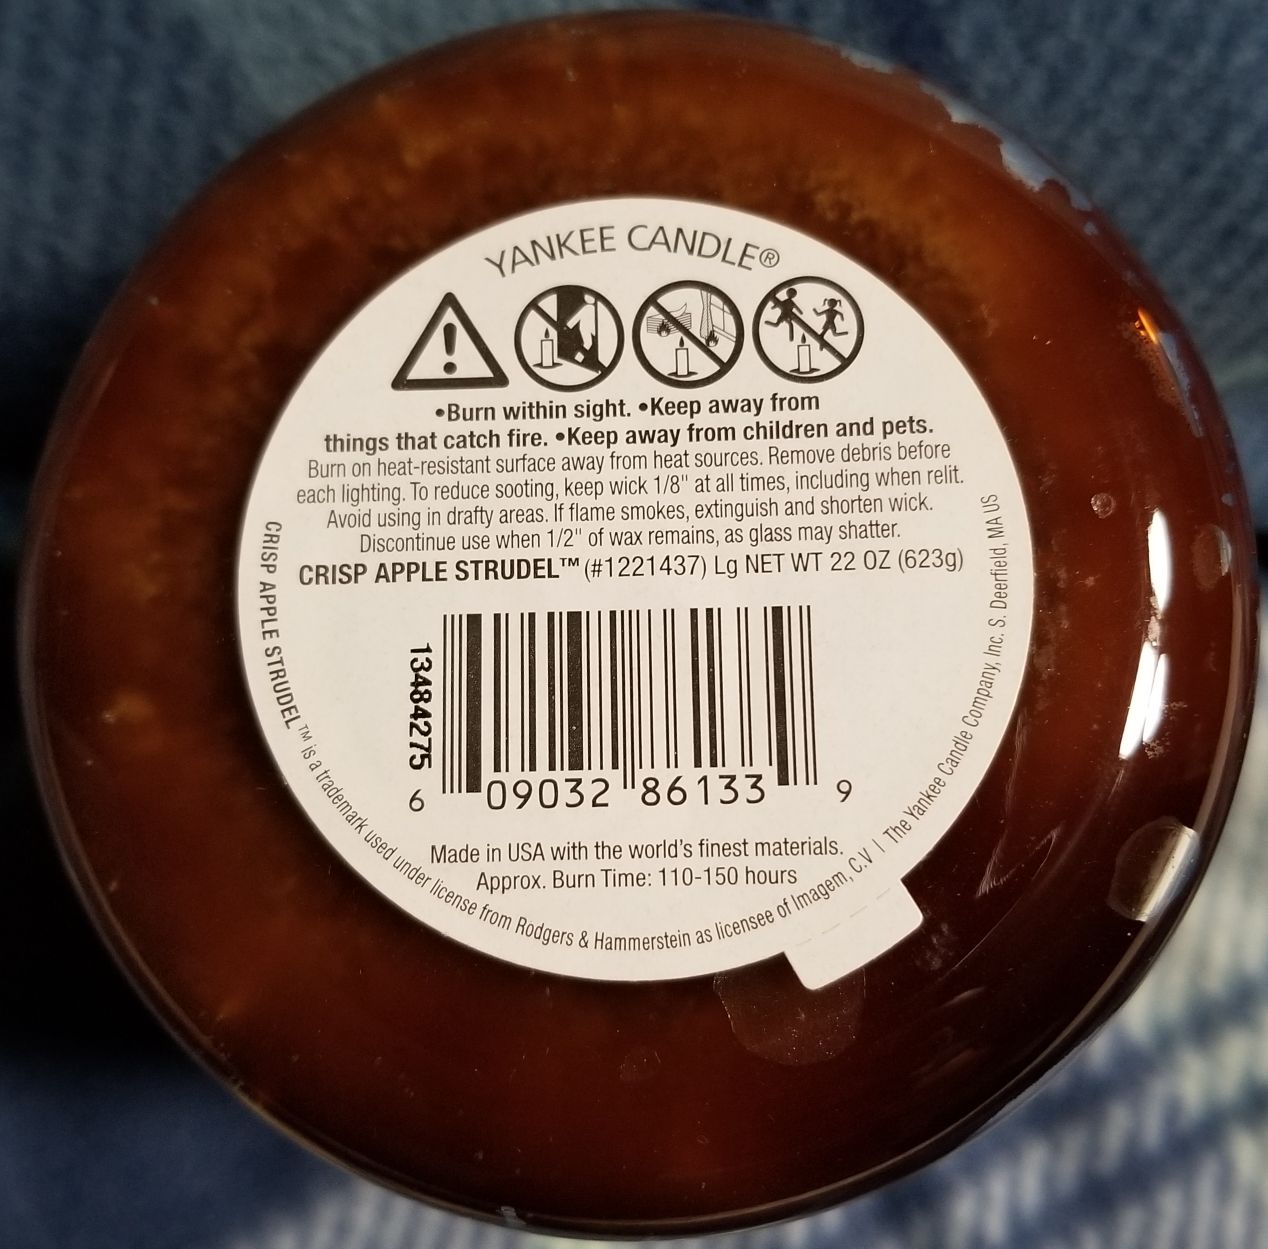 YANKEE CANDLE®
•Burn within sight. •Keep away from
things that catch fire. •Keep away from children and pets.
Burn on heat-resistant surface away from heat sources. Remove debris before
each lighting. To reduce sooting, keep wick 1/8" at all times, including when relit.
Avoid using in drafty areas. If flame smokes, extinguish and shorten wick.
Discontinue use when 1/2" of wax remains, as glass may shatter.
CRISP APPLE STRUDEL™ (#1221437) Lg NET WT 22 OZ (623g)
13484275
6 09032 86133 9
Made in USA with the world's finest materials.
Approx. Burn Time: 110-150 hours
CRISP APPLE STRUDEL™ is a trademark used under license from Rodgers & Hammerstein as licensee of Imagem, C.V | The Yankee Candle Company, Inc. S. Deerfield, MA US